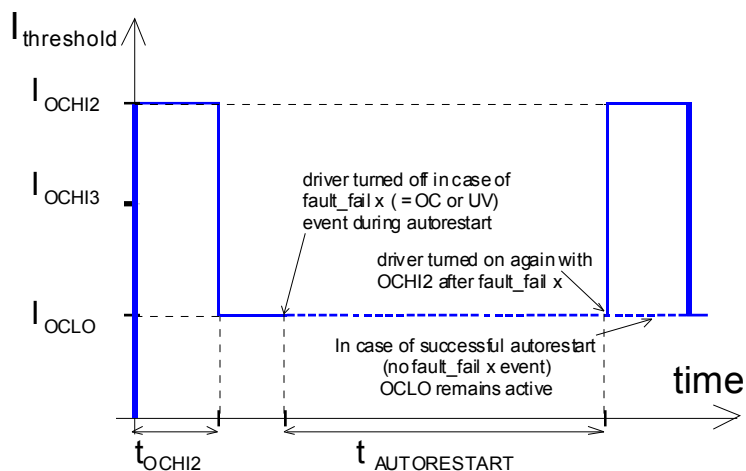 I threshold
I OCHI2
I OCHI3
driver turned off in case of
fault_fail x ( = OC or UV)
event during autorestart
driver turned on again with
OCHI2 after fault_fail x
I OCLO
In case of successful autorestart
(no fault_fail x event)
OCLO remains active
time
t OCHI2
t AUTORESTART